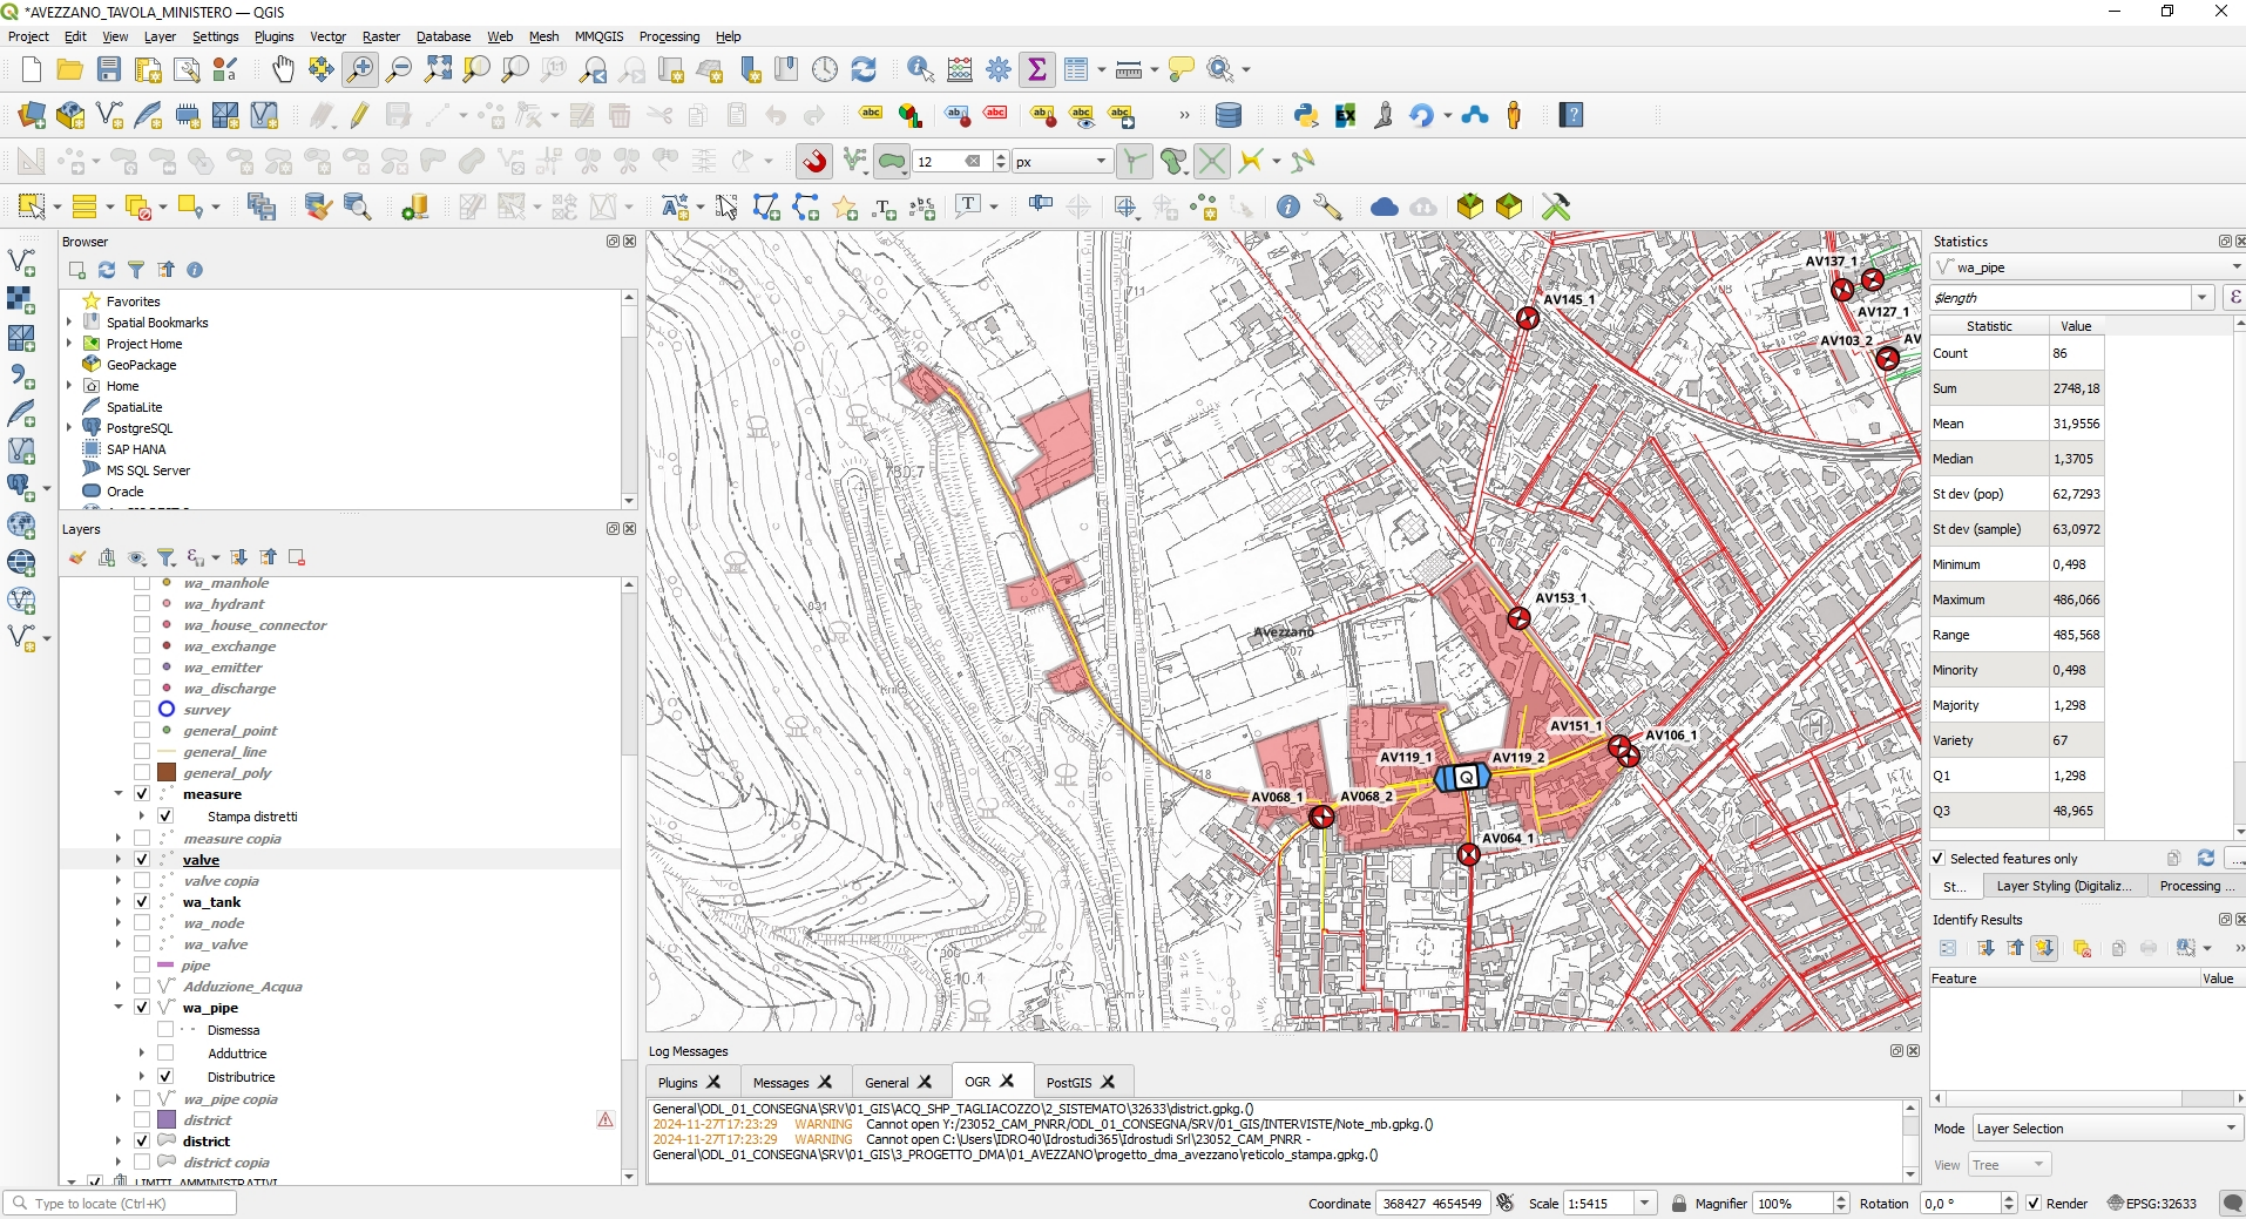 *AVEZZANO_TAVOLA_MINISTERO — QGIS
Project Edit View Layer Settings Plugins Vector Raster Database Web Mesh MMQGIS Processing Help
12 px
Browser
Favorites
Spatial Bookmarks
Project Home
GeoPackage
Home
SpatiaLite
PostgreSQL
SAP HANA
MS SQL Server
Oracle
Layers
wa_manhole
wa_hydrant
wa_house_connector
wa_exchange
wa_emitter
wa_discharge
survey
general_point
general_line
general_poly
measure
Stampa distretti
measure copia
valve
valve copia
wa_tank
wa_node
wa_valve
pipe
Adduzione_Acqua
wa_pipe
Dismessa
Adduttrice
Distributrice
wa_pipe copia
district
district
district copia
LIMITI_AMMINISTRATIVI
711
AV137_1
AV145_1
AV127_1
AV103_2 AV
831
AV153_1
Avezzano
707
AV151_1
AV106_1
AV119_1
AV119_2
718
Q
AV068_1
AV068_2
AV064_1
810.1
Log Messages
Plugins Messages General OGR PostGIS
General\ODL_01_CONSEGNA\SRV\01_GIS\ACQ_SHP_TAGLIACOZZO\2_SISTEMATO\32633\district.gpkg.()
2024-11-27T17:23:29 WARNING Cannot open Y:/23052_CAM_PNRR/ODL_01_CONSEGNA/SRV/01_GIS/INTERVISTE/Note_mb.gpkg.()
2024-11-27T17:23:29 WARNING Cannot open C:\Users\IDRO40\Idrostudi365\Idrostudi Srl\23052_CAM_PNRR -
General\ODL_01_CONSEGNA\SRV\01_GIS\3_PROGETTO_DMA\01_AVEZZANO\progetto_dma_avezzano\reticolo_stampa.gpkg.()
Statistics
wa_pipe
$length
Statistic Value
Count 86
Sum 2748,18
Mean 31,9556
Median 1,3705
St dev (pop) 62,7293
St dev (sample) 63,0972
Minimum 0,498
Maximum 486,066
Range 485,568
Minority 0,498
Majority 1,298
Variety 67
Q1 1,298
Q3 48,965
Selected features only
St... Layer Styling (Digitaliz... Processing ...
Identify Results
Feature Value
Mode Layer Selection
View Tree
Type to locate (Ctrl+K)
Coordinate 368427 4654549 Scale 1:5415 Magnifier 100% Rotation 0,0 ° Render EPSG:32633